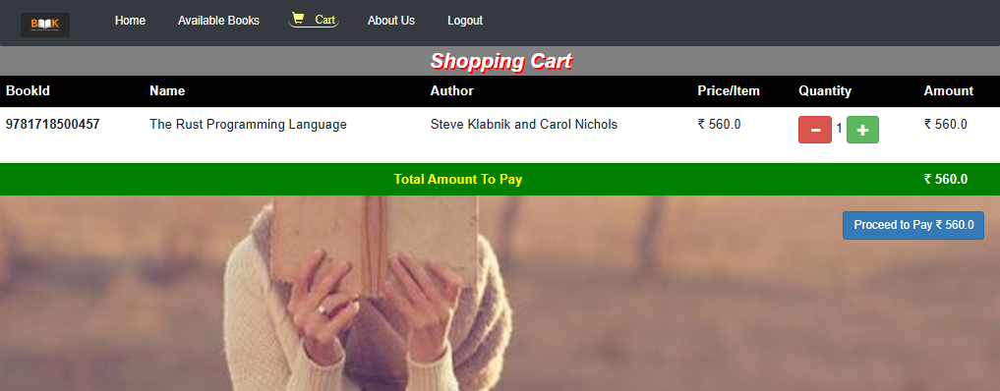 BOOK Home Available Books Cart About Us Logout
Shopping Cart
BookId Name Author Price/Item Quantity Amount
9781718500457 The Rust Programming Language Steve Klabnik and Carol Nichols ₹ 560.0 − 1 + ₹ 560.0
Total Amount To Pay ₹ 560.0
Proceed to Pay ₹ 560.0